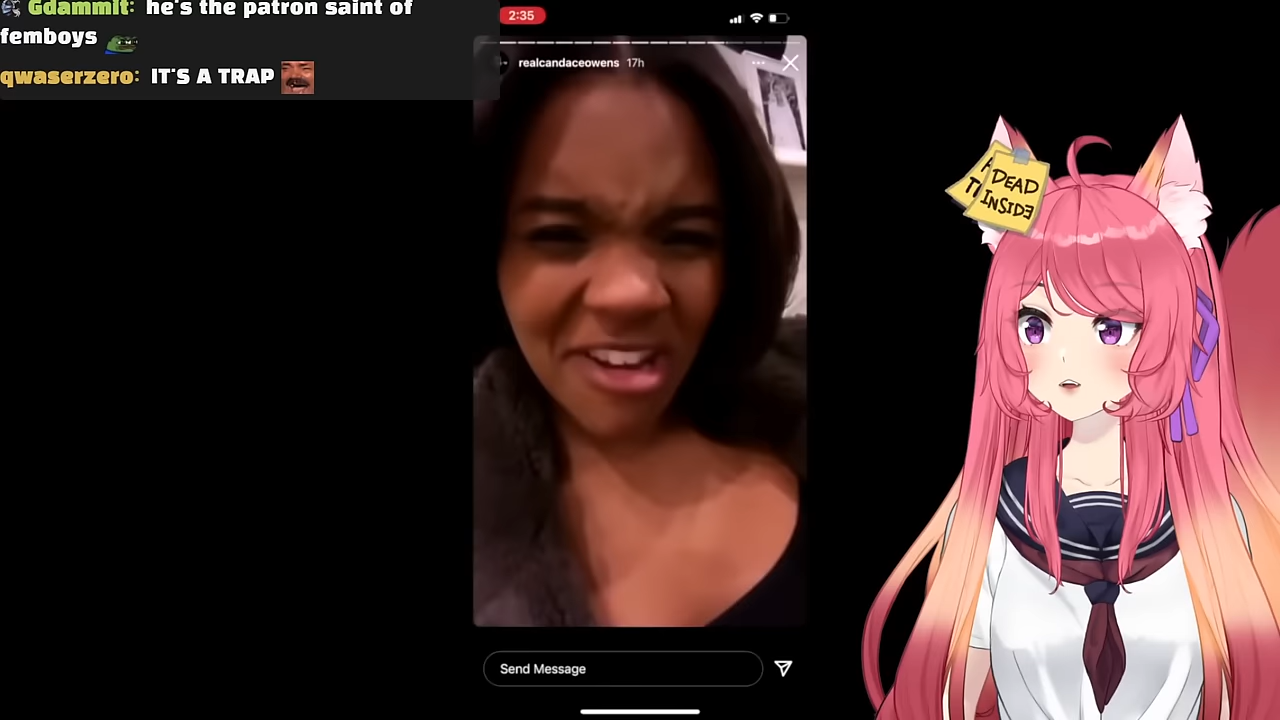 Gdammit: he's the patron saint of
femboys
qwaserzero: IT'S A TRAP
2:35
realcandaceowens 17h
DEAD
INSIDE
Send Message